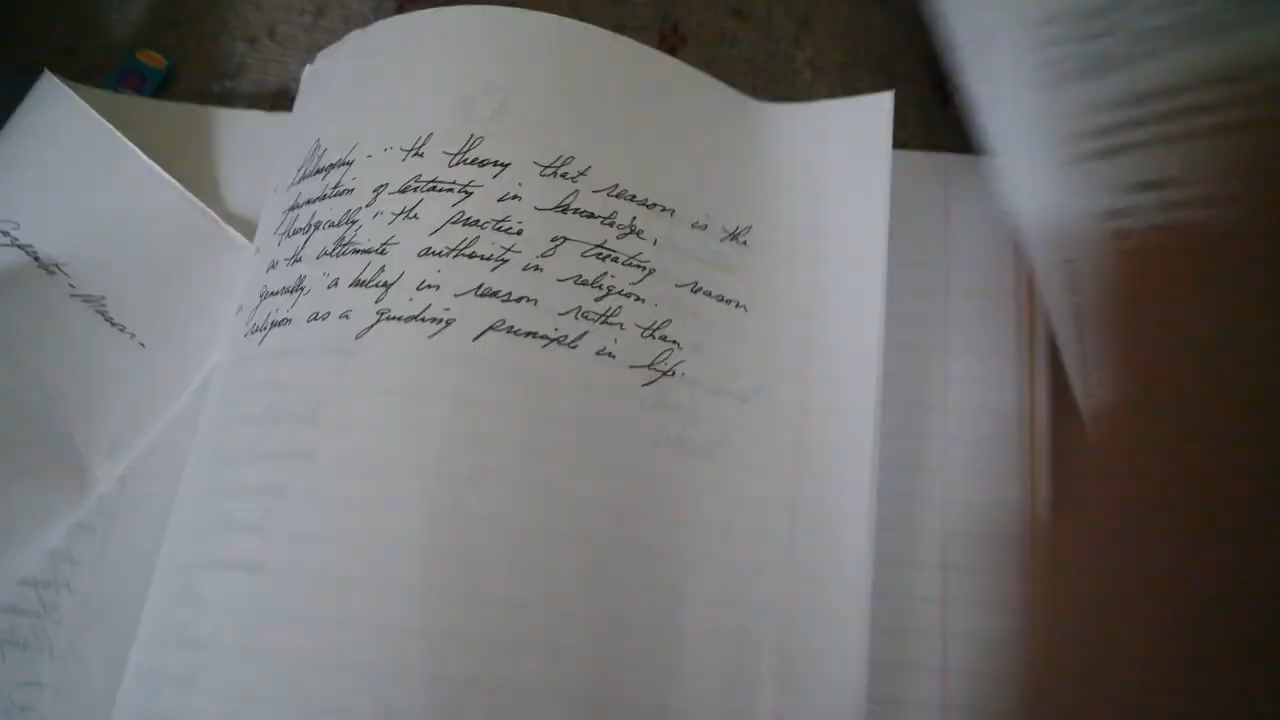 Philosophy - "the theory that reason is the
foundation of certainty in knowledge.
"theologically" the practice of treating reason
as the ultimate authority in religion.
"generally," a belief in reason rather than
religion as a guiding principle in life.